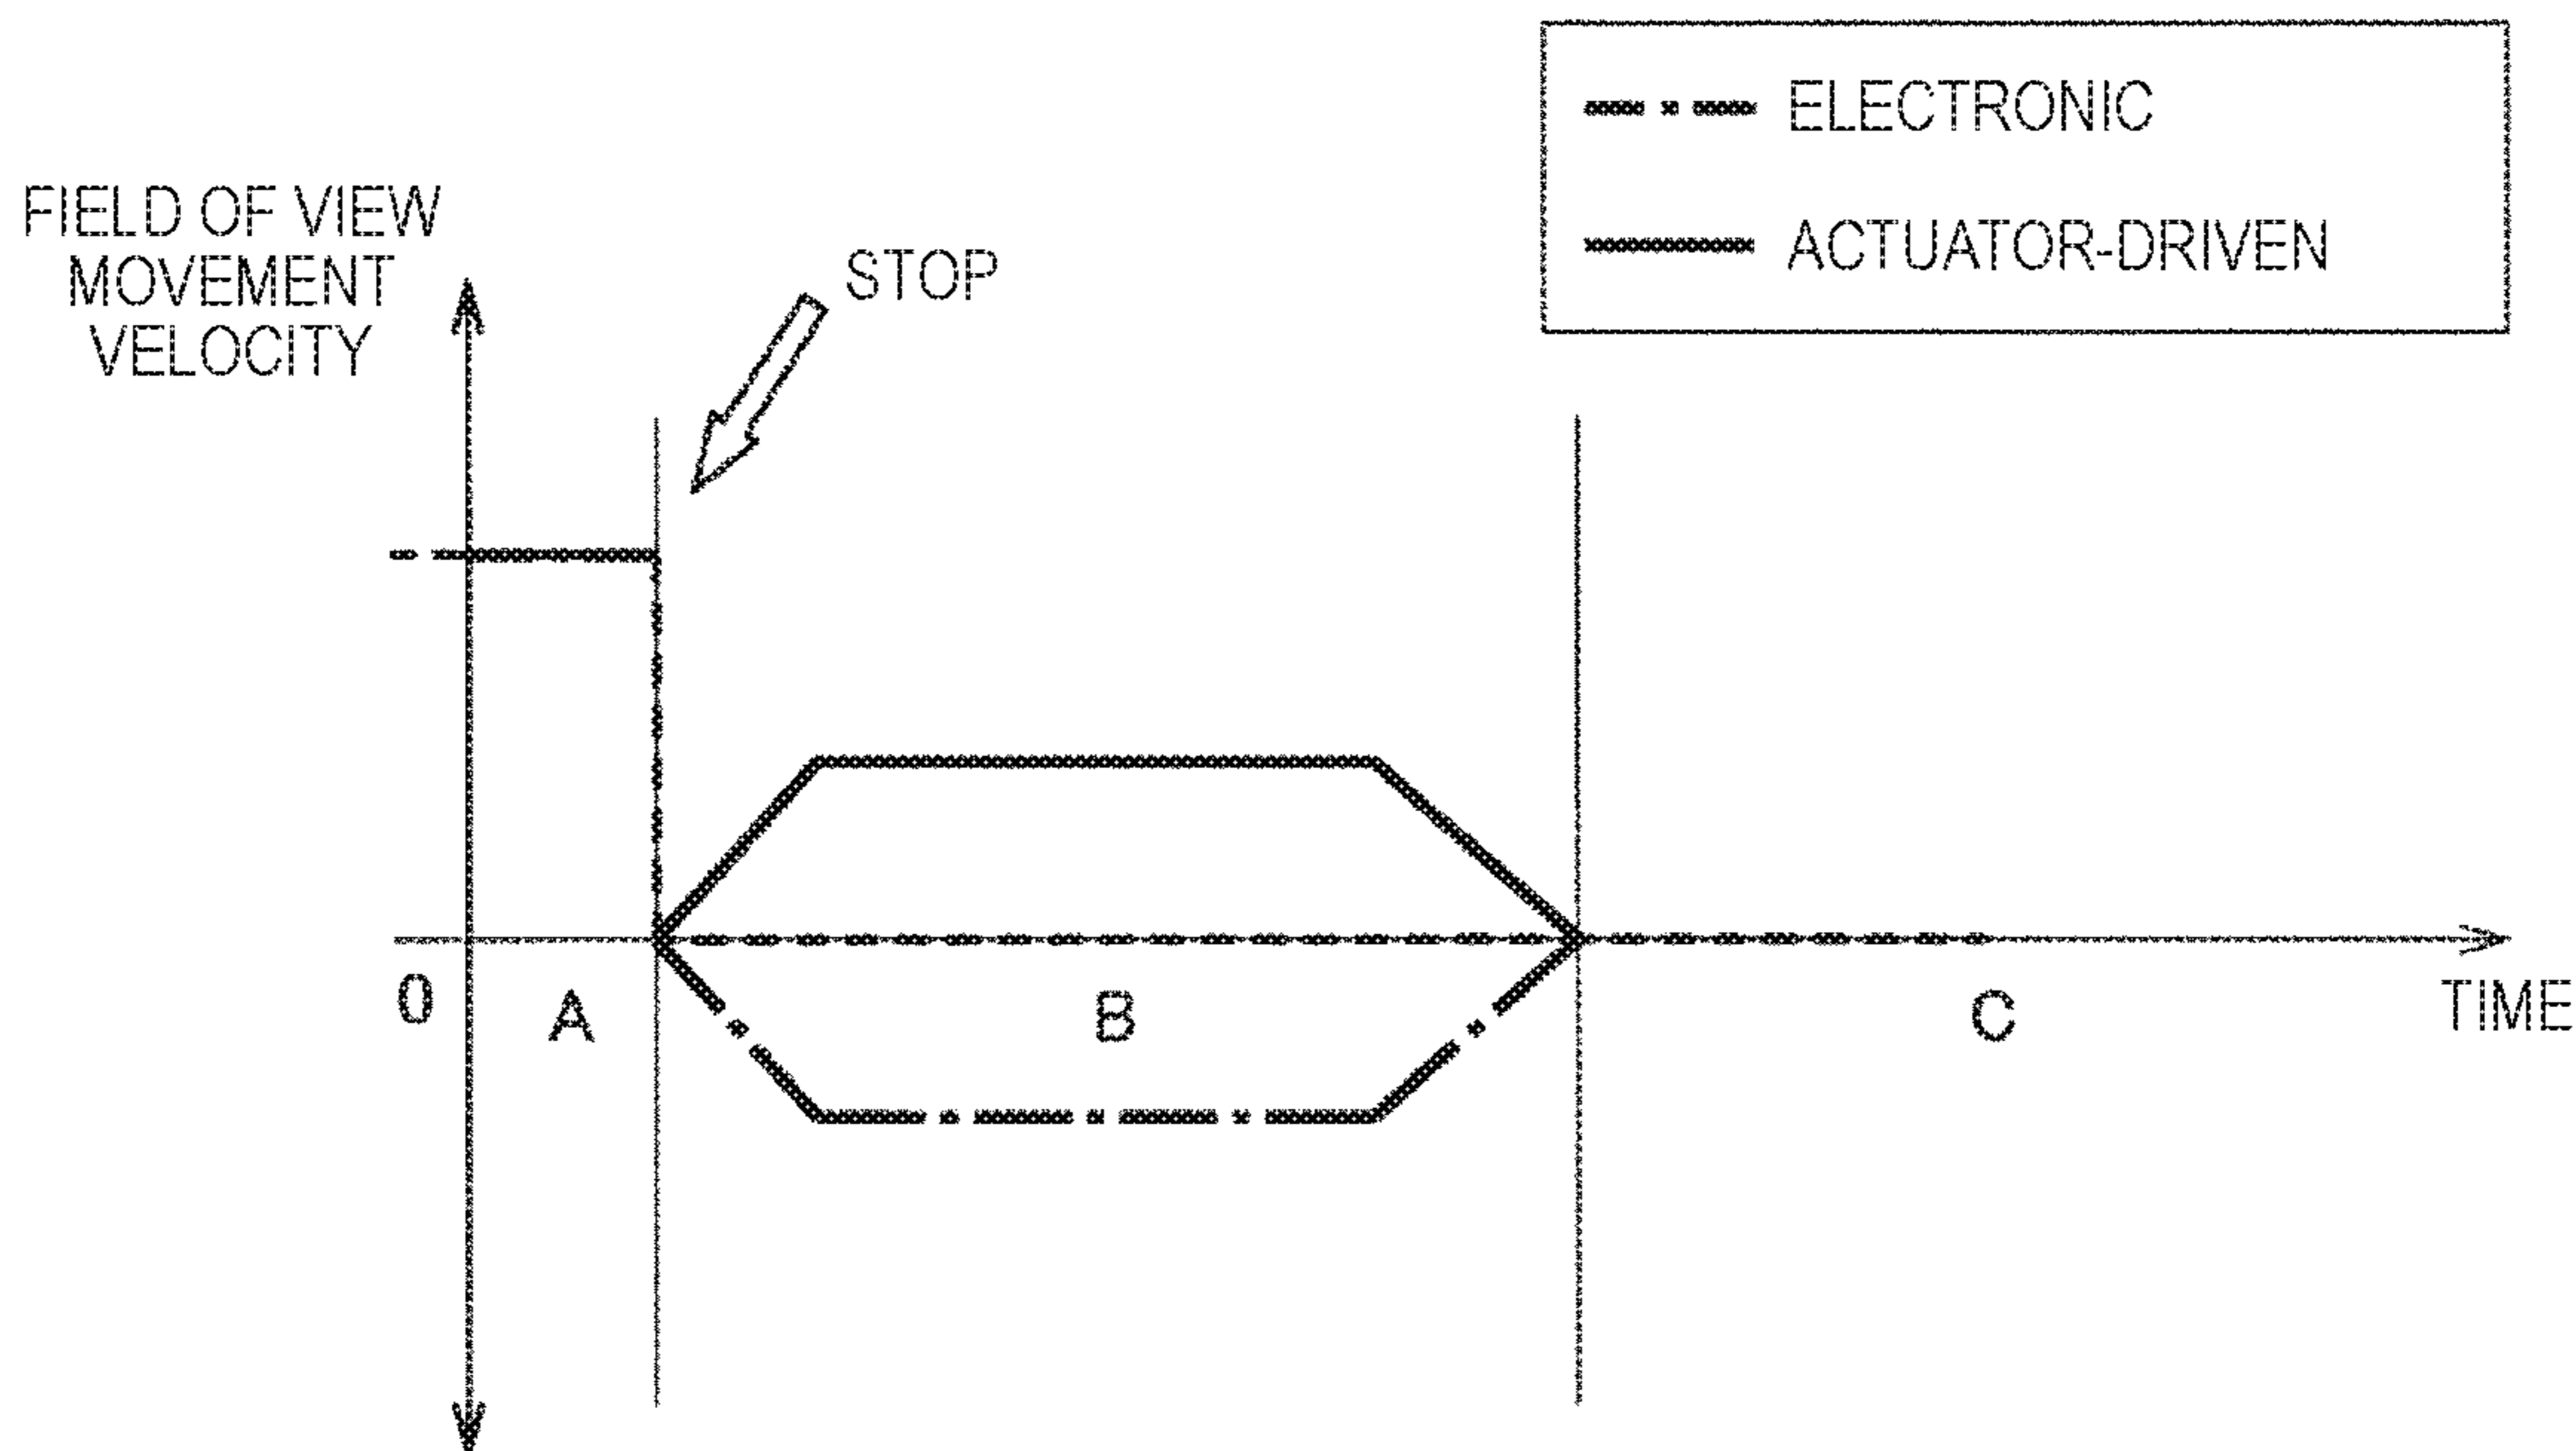 ELECTRONIC
ACTUATOR-DRIVEN
FIELD OF VIEW
MOVEMENT
VELOCITY
STOP
0
A
B
C
TIME